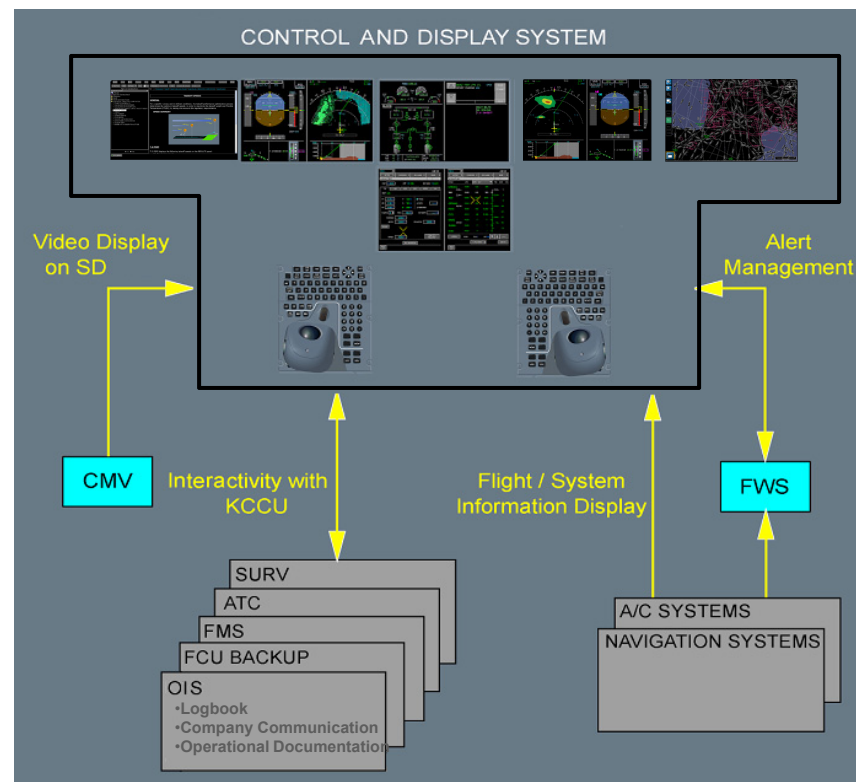 CONTROL AND DISPLAY SYSTEM
Video Display
on SD
Alert
Management
CMV
Interactivity with
KCCU
Flight / System
Information Display
FWS
SURV
ATC
FMS
FCU BACKUP
OIS
•Logbook
•Company Communication
•Operational Documentation
A/C SYSTEMS
NAVIGATION SYSTEMS